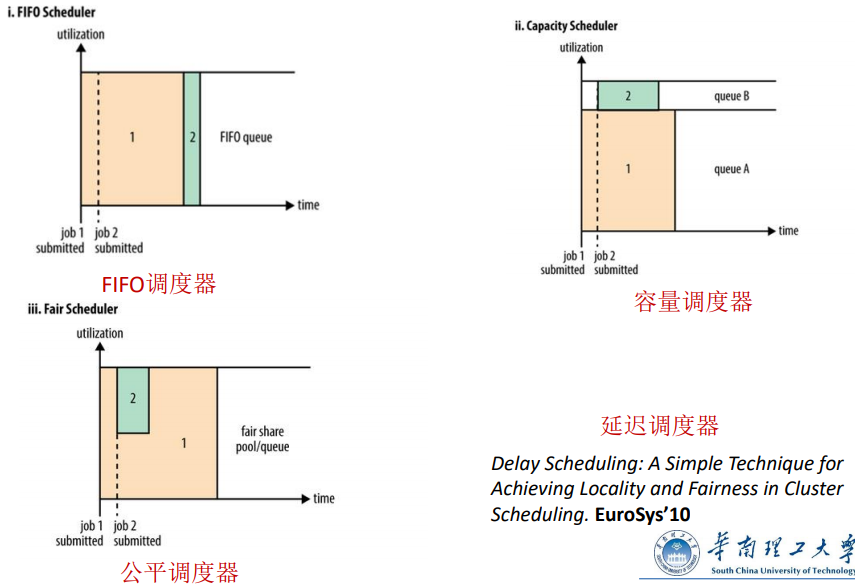 i. FIFO Scheduler
utilization
1
2
FIFO queue
time
job 1
submitted
job 2
submitted
FIFO调度器
ii. Capacity Scheduler
utilization
2
queue B
1
queue A
time
job 1
submitted
job 2
submitted
容量调度器
iii. Fair Scheduler
utilization
2
1
fair share
pool/queue
time
job 1
submitted
job 2
submitted
公平调度器
延迟调度器
Delay Scheduling: A Simple Technique for
Achieving Locality and Fairness in Cluster
Scheduling. EuroSys'10
华南理工大学
South China University of Technology